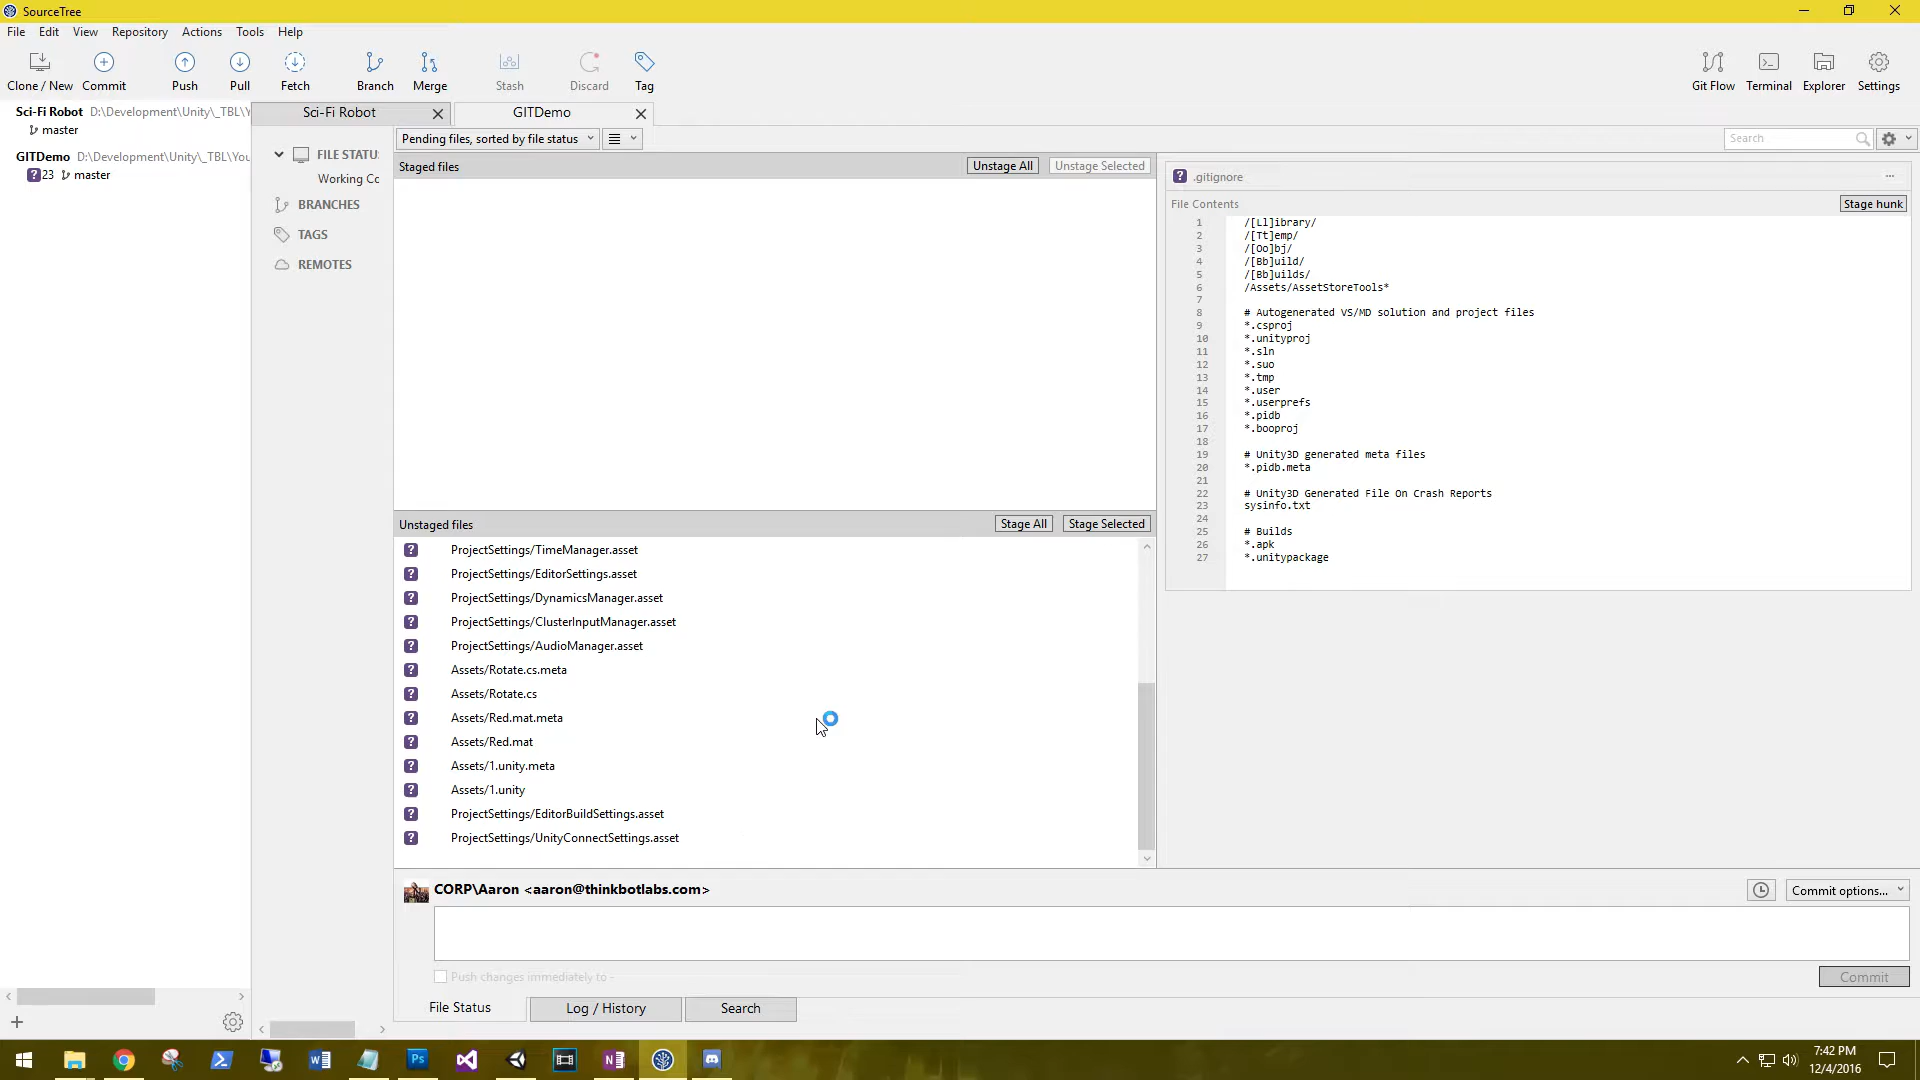 SourceTree
File Edit View Repository Actions Tools Help
Clone / New Commit Push Pull Fetch Branch Merge Stash Discard Tag Git Flow Terminal Explorer Settings
Sci-Fi Robot D:\Development\Unity\_TBL\Y
master
GITDemo D:\Development\Unity\_TBL\You
23 master
Sci-Fi Robot GITDemo
FILE STATU
Working Co
BRANCHES
TAGS
REMOTES
Pending files, sorted by file status
Search
Staged files Unstage All Unstage Selected
Unstaged files Stage All Stage Selected
ProjectSettings/TimeManager.asset
ProjectSettings/EditorSettings.asset
ProjectSettings/DynamicsManager.asset
ProjectSettings/ClusterInputManager.asset
ProjectSettings/AudioManager.asset
Assets/Rotate.cs.meta
Assets/Rotate.cs
Assets/Red.mat.meta
Assets/Red.mat
Assets/1.unity.meta
Assets/1.unity
ProjectSettings/EditorBuildSettings.asset
ProjectSettings/UnityConnectSettings.asset
.gitignore
File Contents Stage hunk
1 /[Ll]ibrary/
2 /[Tt]emp/
3 /[Oo]bj/
4 /[Bb]uild/
5 /[Bb]uilds/
6 /Assets/AssetStoreTools*
7
8 # Autogenerated VS/MD solution and project files
9 *.csproj
10 *.unityproj
11 *.sln
12 *.suo
13 *.tmp
14 *.user
15 *.userprefs
16 *.pidb
17 *.booproj
18
19 # Unity3D generated meta files
20 *.pidb.meta
21
22 # Unity3D Generated File On Crash Reports
23 sysinfo.txt
24
25 # Builds
26 *.apk
27 *.unitypackage
CORP\Aaron <aaron@thinkbotlabs.com>
Commit options...
Push changes immediately to -
Commit
File Status Log / History Search
7:42 PM
12/4/2016